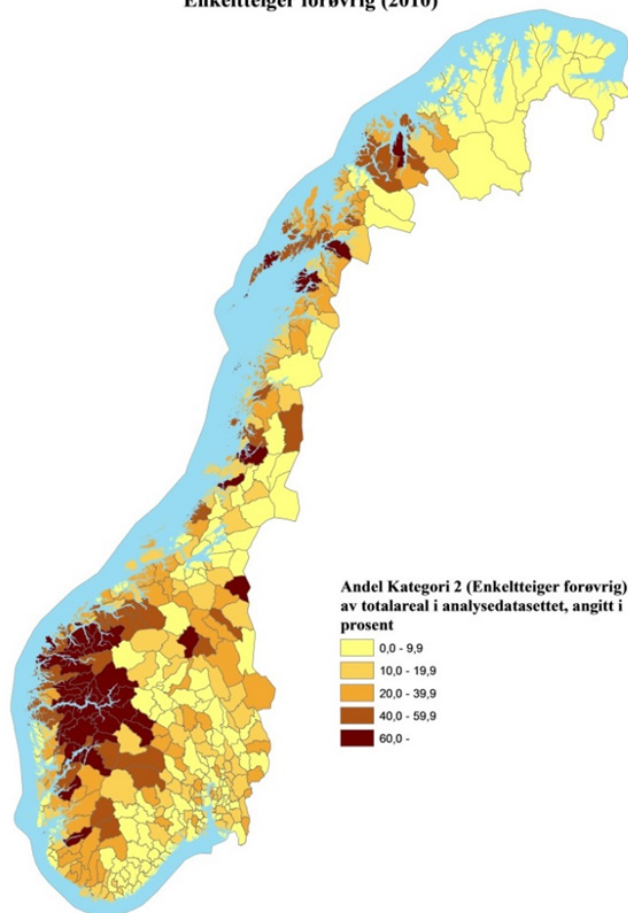 Enkeltteiger forøvrig (2010)
Andel Kategori 2 (Enkeltteiger forøvrig)
av totalareal i analysedatasettet, angitt i
prosent
0,0 - 9,9
10,0 - 19,9
20,0 - 39,9
40,0 - 59,9
60,0 -